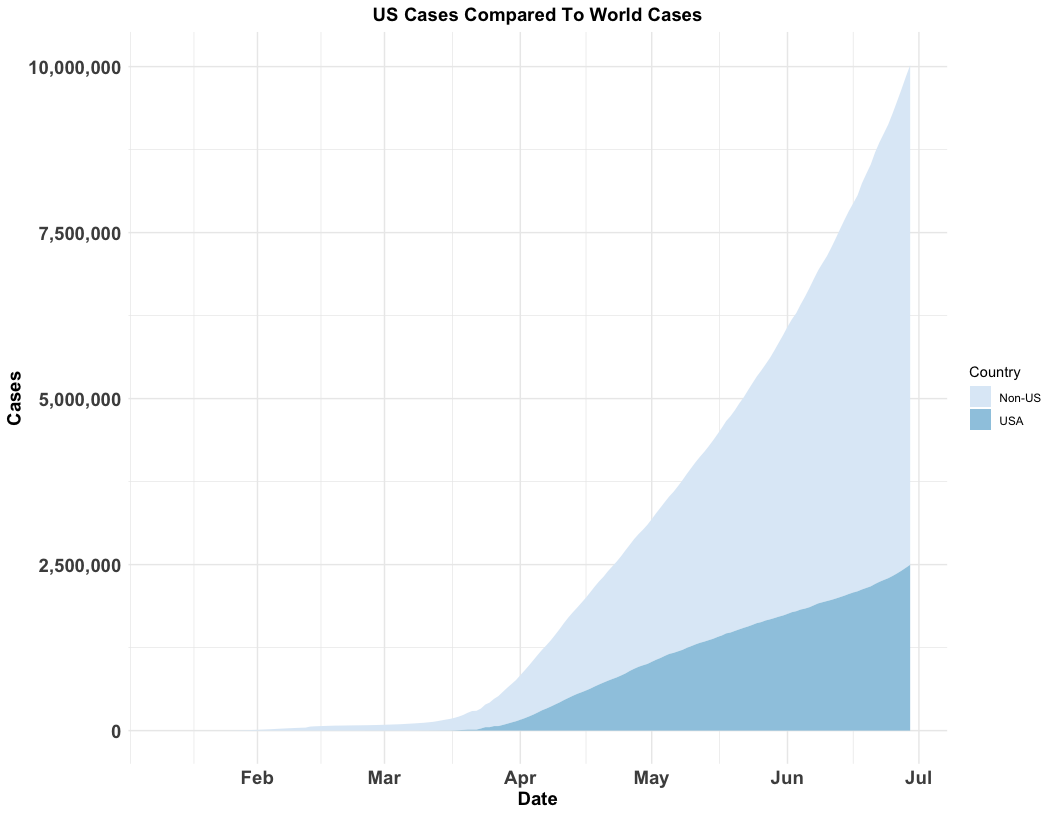 US Cases Compared To World Cases
10,000,000
7,500,000
5,000,000
2,500,000
0
Cases
Feb Mar Apr May Jun Jul
Date
Country
Non-US
USA